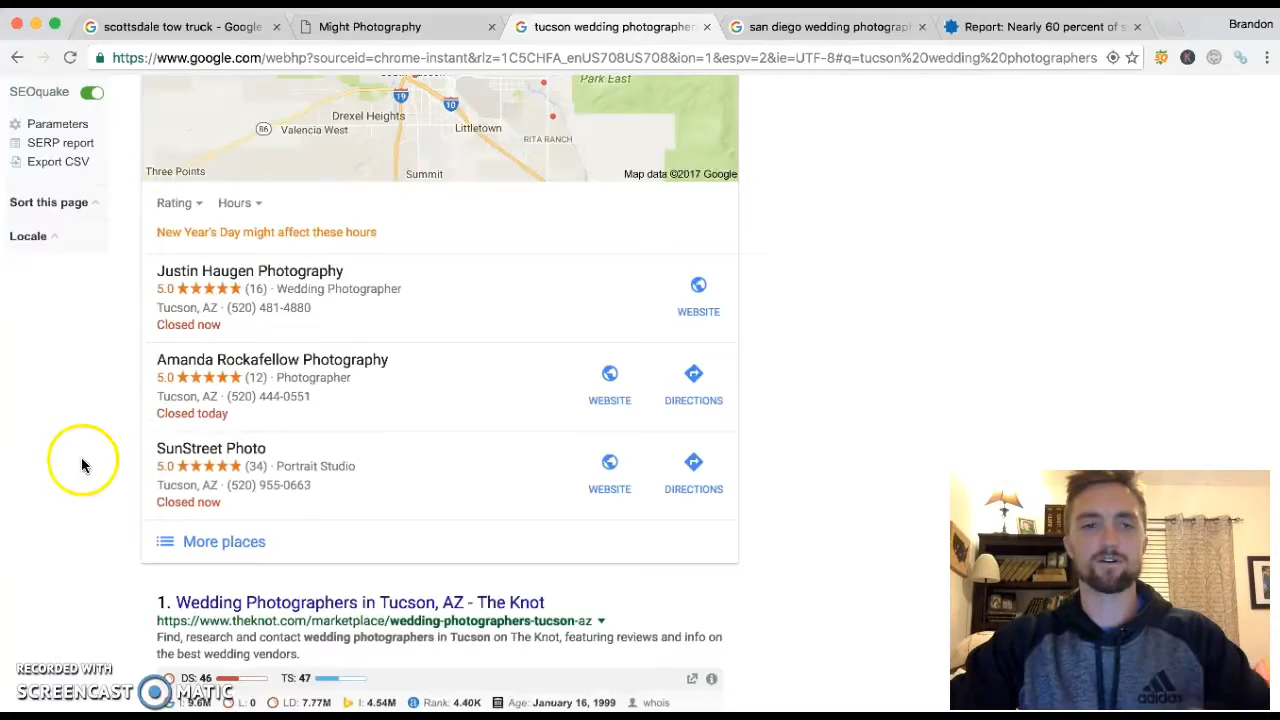 scottsdale tow truck - Google
Might Photography
tucson wedding photographer
san diego wedding photograph
Report: Nearly 60 percent of s
Brandon
https://www.google.com/webhp?sourceid=chrome-instant&rlz=1C5CHFA_enUS708US708&ion=1&espv=2&ie=UTF-8#q=tucson%20wedding%20photographers
SEOquake
Parameters
SERP report
Export CSV
Sort this page
Locale
Park East
19
10
Drexel Heights
86
Valencia West
Littletown
RITA RANCH
Three Points
Summit
Map data ©2017 Google
Rating
Hours
New Year's Day might affect these hours
Justin Haugen Photography
5.0 ★★★★★ (16) · Wedding Photographer
Tucson, AZ · (520) 481-4880
Closed now
WEBSITE
Amanda Rockafellow Photography
5.0 ★★★★★ (12) · Photographer
Tucson, AZ · (520) 444-0551
Closed today
WEBSITE
DIRECTIONS
SunStreet Photo
5.0 ★★★★★ (34) · Portrait Studio
Tucson, AZ · (520) 955-0663
Closed now
WEBSITE
DIRECTIONS
More places
1. Wedding Photographers in Tucson, AZ - The Knot
https://www.theknot.com/marketplace/wedding-photographers-tucson-az
Find, research and contact wedding photographers in Tucson on The Knot, featuring reviews and info on
the best wedding vendors.
DS: 46
TS: 47
I: 9.6M
L: 0
LD: 7.77M
I: 4.54M
Rank: 4.40K
Age: January 16, 1999
whois
RECORDED WITH
SCREENCAST MATIC
adidas